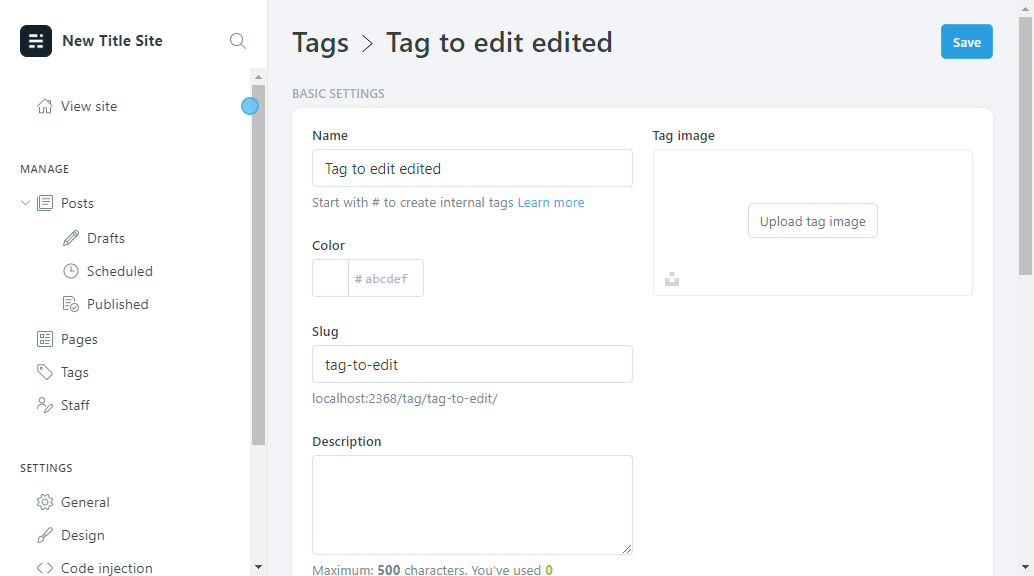 New Title Site
View site
MANAGE
Posts
Drafts
Scheduled
Published
Pages
Tags
Staff
SETTINGS
General
Design
Code injection
Tags > Tag to edit edited
Save
BASIC SETTINGS
Name
Tag to edit edited
Start with # to create internal tags Learn more
Color
# abcdef
Slug
tag-to-edit
localhost:2368/tag/tag-to-edit/
Description
Maximum: 500 characters. You've used 0
Tag image
Upload tag image